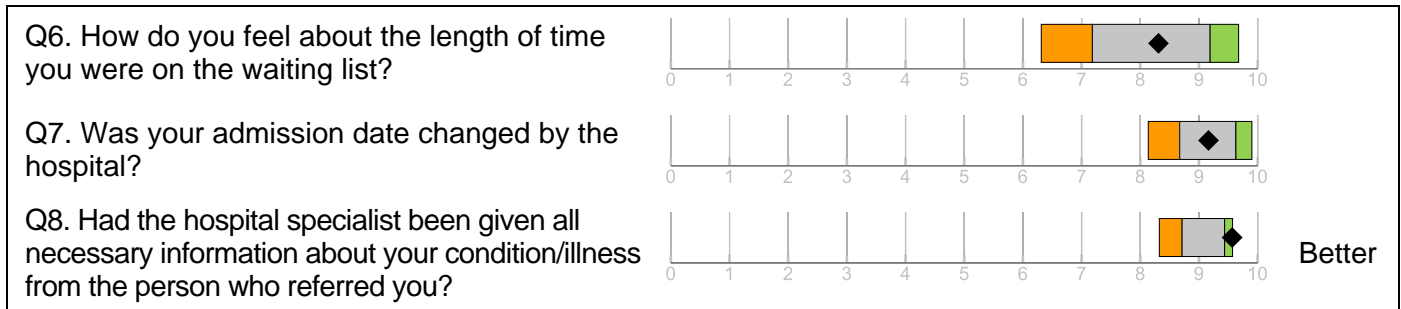 Q6. How do you feel about the length of time
you were on the waiting list?
0 1 2 3 4 5 6 7 8 9 10
Q7. Was your admission date changed by the
hospital?
0 1 2 3 4 5 6 7 8 9 10
Q8. Had the hospital specialist been given all
necessary information about your condition/illness
from the person who referred you?
0 1 2 3 4 5 6 7 8 9 10
Better